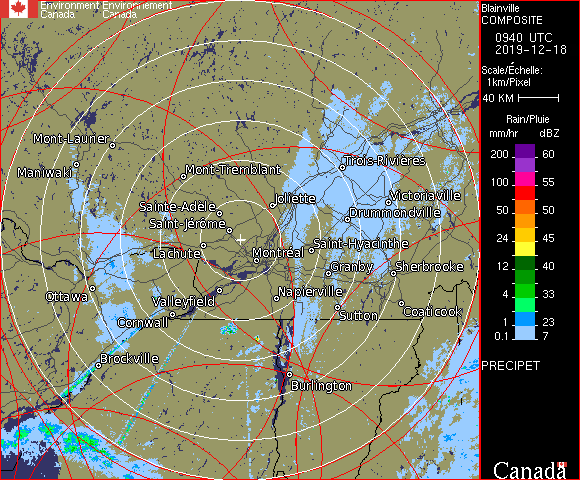 Environment Environnement
Canada Canada
Blainville
COMPOSITE
0940 UTC
2019-12-18
Scale/Échelle:
1km/Pixel
40 KM
Rain/Pluie
mm/hr dBZ
200 60
100 55
50 50
24 45
12 40
4 33
1 23
0.1 7
PRECIPET
Mont-Laurier
Maniwaki
Mont-Tremblant
Trois-Rivières
Sainte-Adele
Joliette
Victoriaville
Saint-Jérôme
Drummondville
Lachute
Montréal
Saint-Hyacinthe
Granby
Sherbrooke
Ottawa
Valleyfield
Napierville
Cornwall
Sutton
Coaticook
Brockville
Burlington
Canada